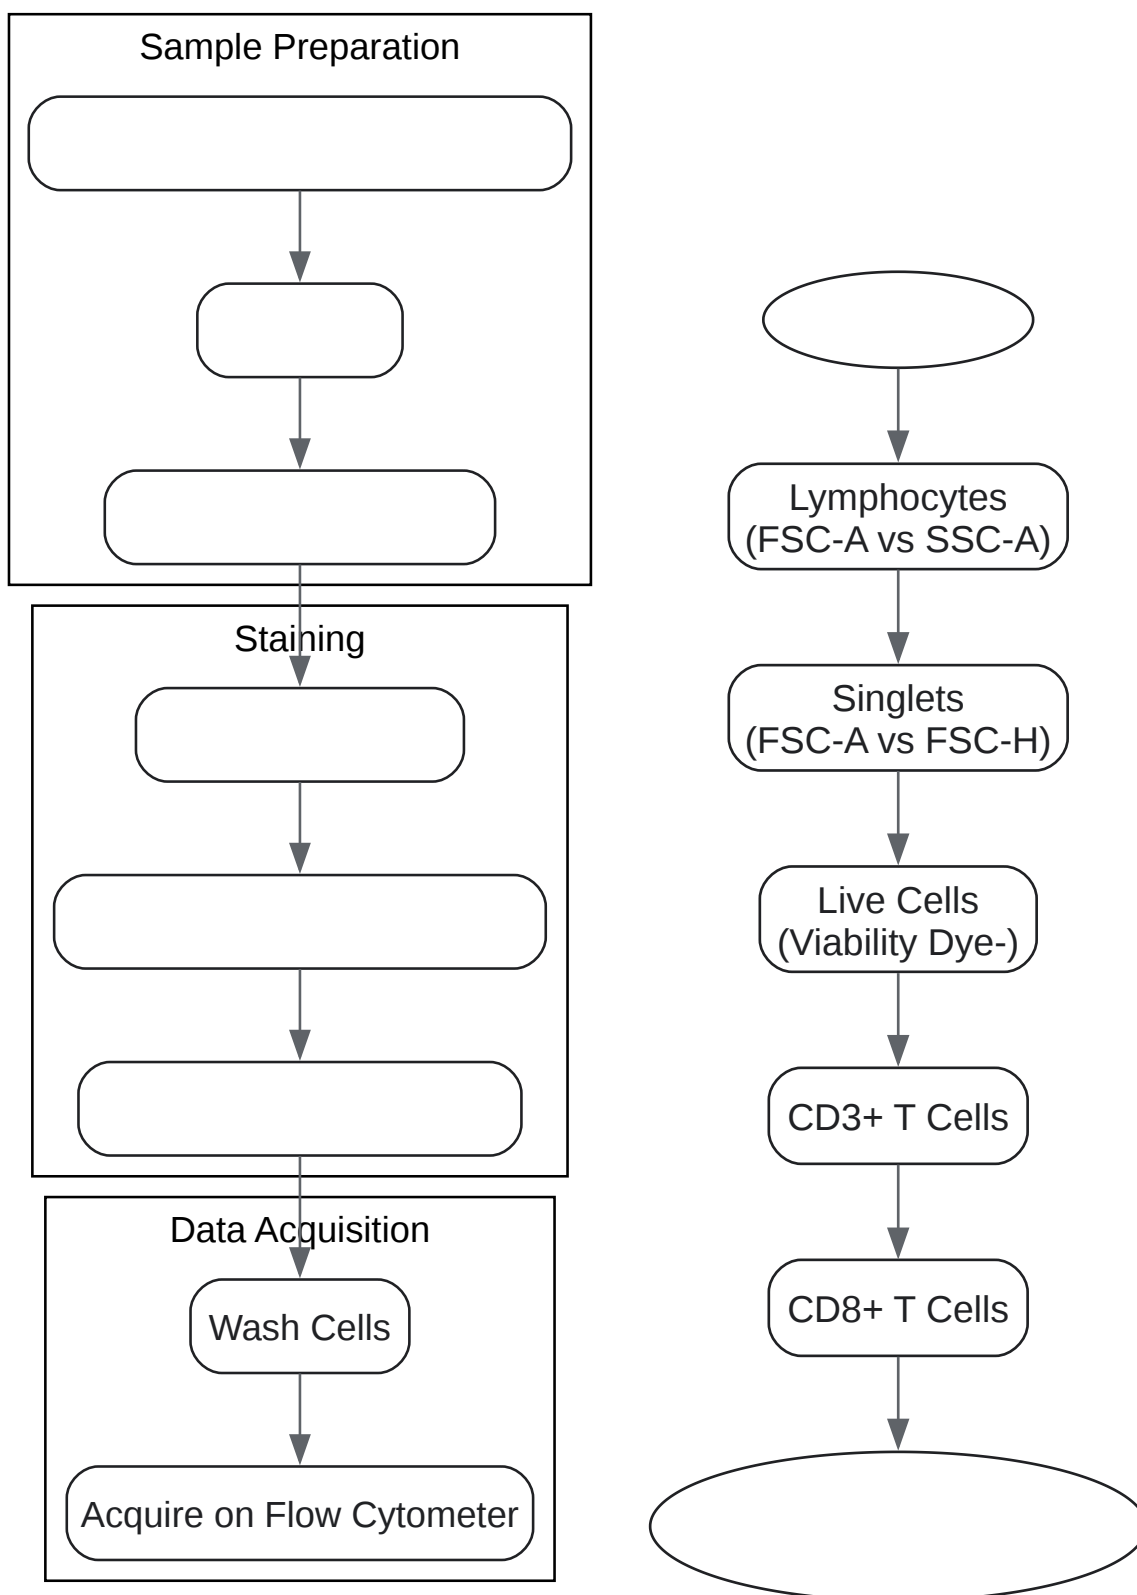 Sample Preparation
Staining
Data Acquisition
Wash Cells
Acquire on Flow Cytometer
Lymphocytes
(FSC-A vs SSC-A)
Singlets
(FSC-A vs FSC-H)
Live Cells
(Viability Dye-)
CD3+ T Cells
CD8+ T Cells